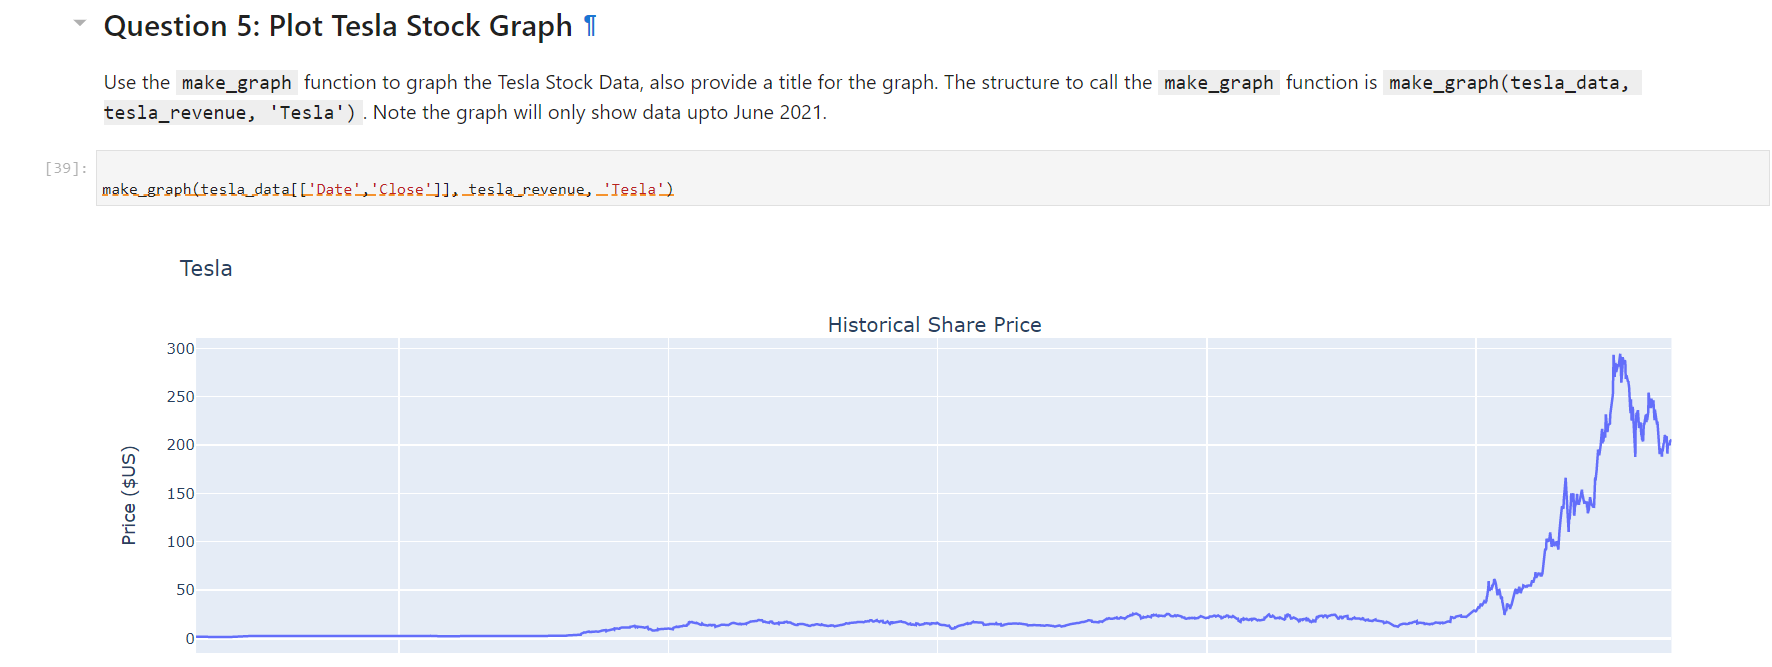 Question 5: Plot Tesla Stock Graph ¶
Use the make_graph function to graph the Tesla Stock Data, also provide a title for the graph. The structure to call the make_graph function is make_graph(tesla_data,
tesla_revenue, 'Tesla'). Note the graph will only show data upto June 2021.
[39]:
make_graph(tesla_data[['Date','Close']], tesla_revenue, 'Tesla')
Tesla
Historical Share Price
300
250
200
150
100
50
0
Price ($US)